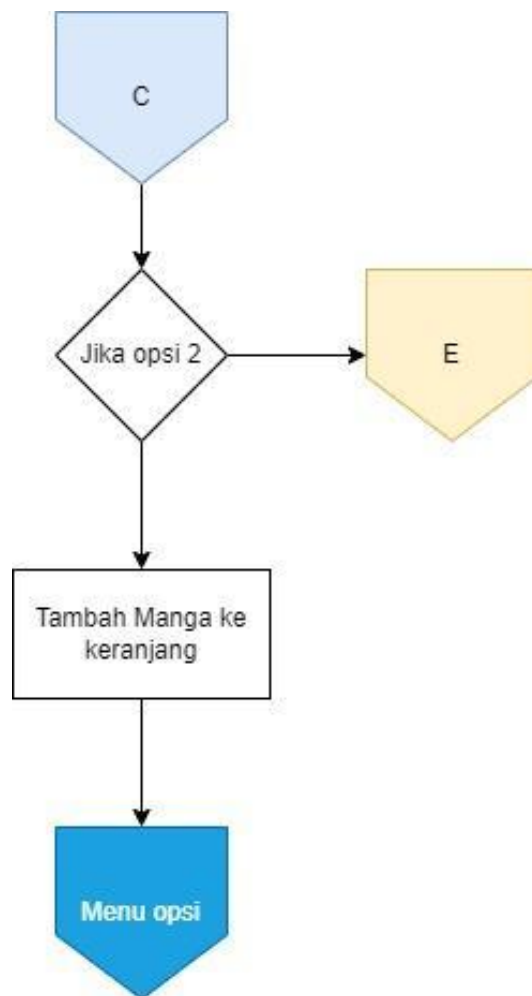 C
Jika opsi 2
E
Tambah Manga ke
keranjang
Menu opsi